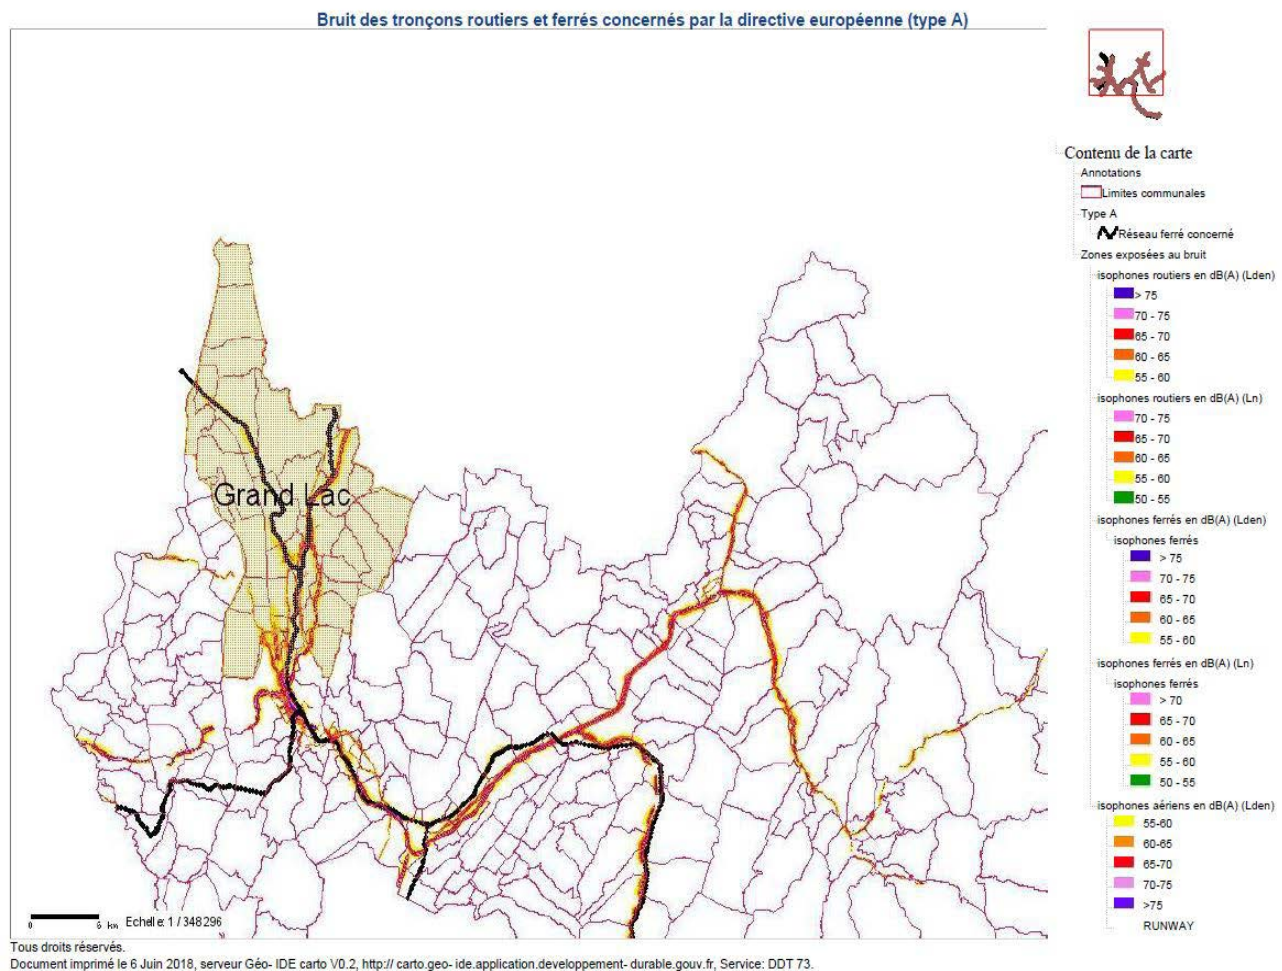 Bruit des tronçons routiers et ferrés concernés par la directive européenne (type A)
Grand Lac
0 6 km Echelle: 1 / 348296
Contenu de la carte
Annotations
Limites communales
Type A
Réseau ferré concerné
Zones exposées au bruit
isophones routiers en dB(A) (Lden)
> 75
70 - 75
65 - 70
60 - 65
55 - 60
isophones routiers en dB(A) (Ln)
70 - 75
65 - 70
60 - 65
55 - 60
50 - 55
isophones ferrés en dB(A) (Lden)
isophones ferrés
> 75
70 - 75
65 - 70
60 - 65
55 - 60
isophones ferrés en dB(A) (Ln)
isophones ferrés
> 70
65 - 70
60 - 65
55 - 60
50 - 55
isophones aériens en dB(A) (Lden)
55-60
60-65
65-70
70-75
>75
RUNWAY
Tous droits réservés.
Document imprimé le 6 Juin 2018, serveur Géo- IDE carto V0.2, http:// carto.geo- ide.application.developpement- durable.gouv.fr, Service: DDT 73.